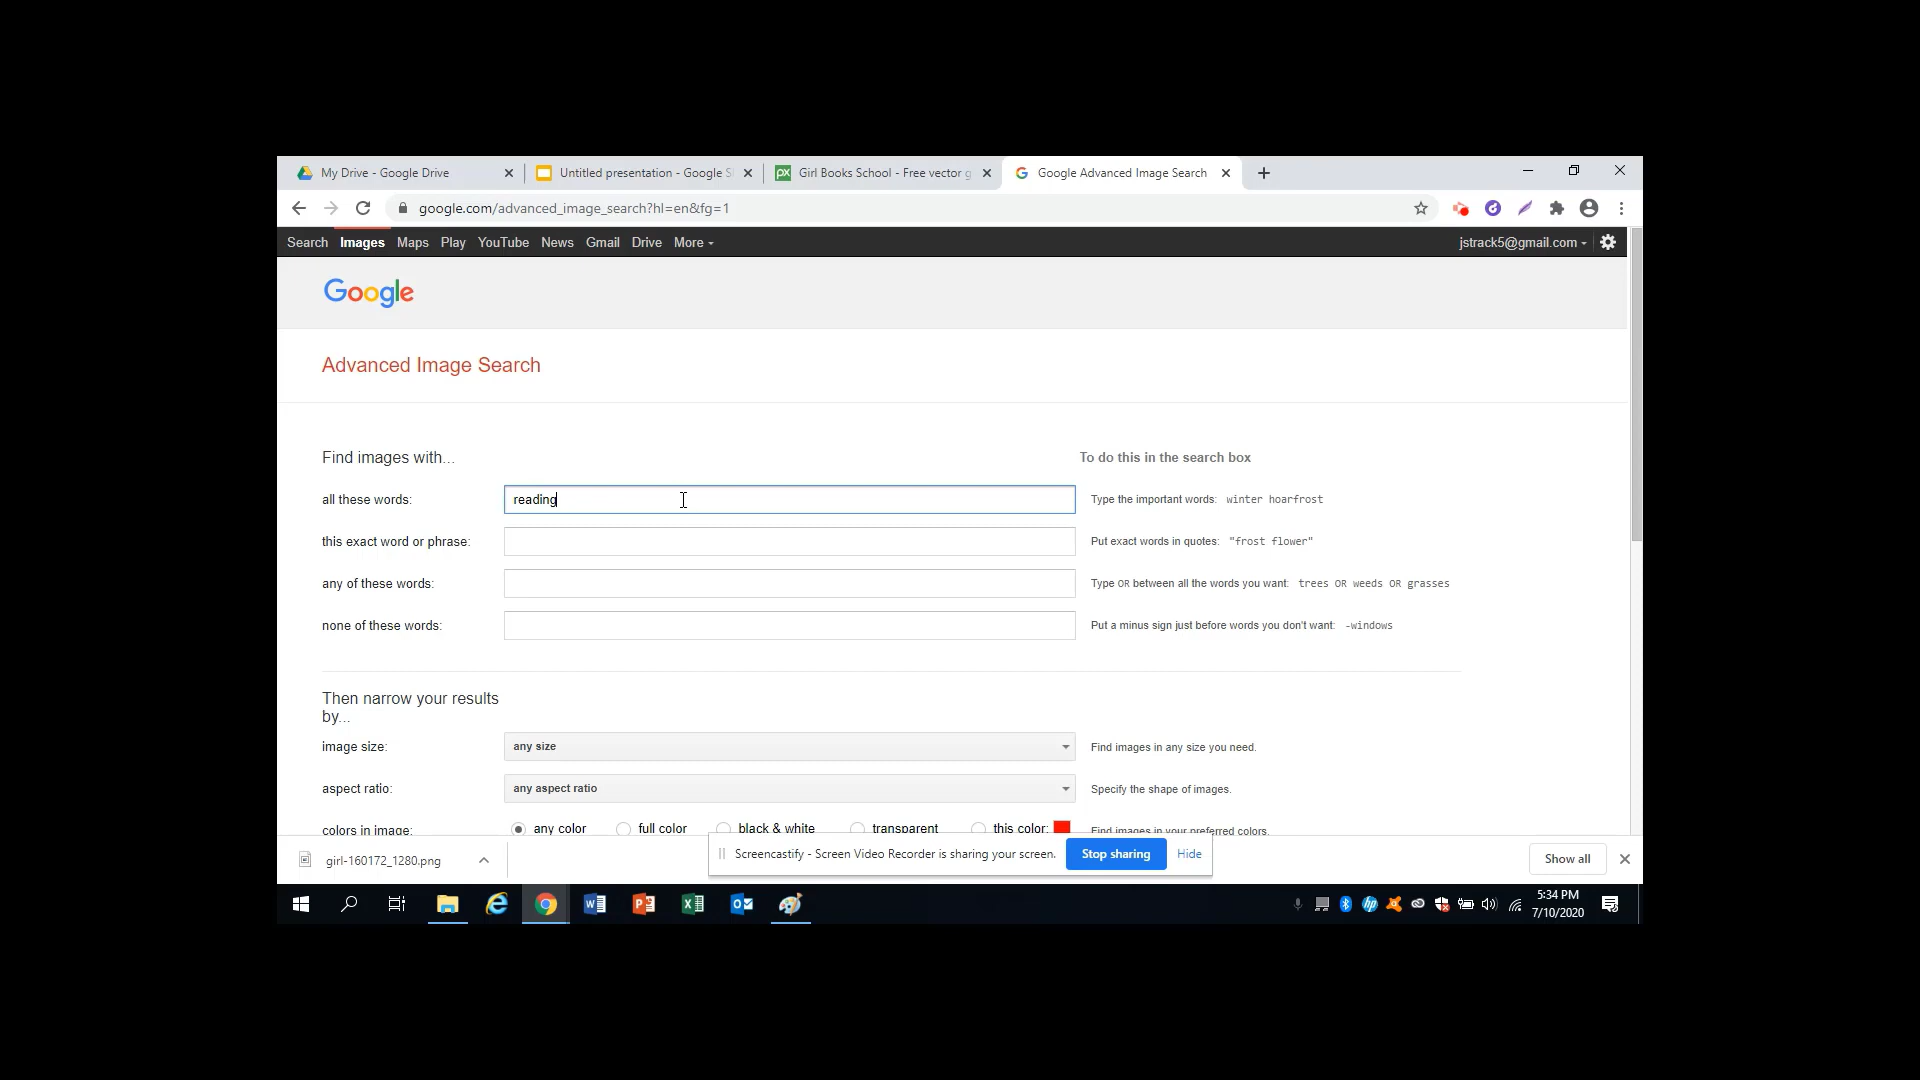 My Drive - Google Drive
Untitled presentation - Google S
Girl Books School - Free vector g
Google Advanced Image Search
google.com/advanced_image_search?hl=en&fg=1
Search Images Maps Play YouTube News Gmail Drive More
jstrack5@gmail.com
Google
Advanced Image Search
Find images with...
To do this in the search box
all these words: reading Type the important words: winter hoarfrost
this exact word or phrase: Put exact words in quotes: "frost flower"
any of these words: Type OR between all the words you want: trees OR weeds OR grasses
none of these words: Put a minus sign just before words you don't want: -windows
Then narrow your results
by...
image size: any size Find images in any size you need.
aspect ratio: any aspect ratio Specify the shape of images.
colors in image: any color full color black & white transparent this color: Find images in your preferred colors.
girl-160172_1280.png
Screencastify - Screen Video Recorder is sharing your screen. Stop sharing Hide
Show all
5:34 PM
7/10/2020